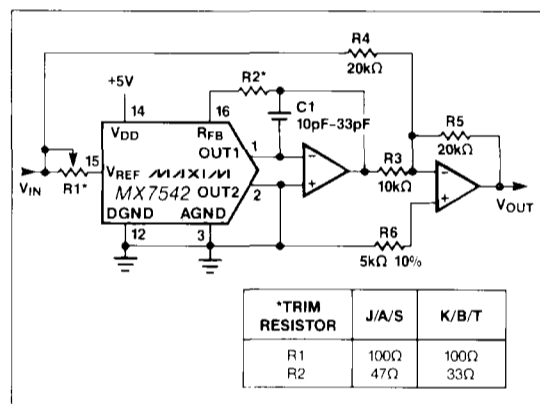 R4
20kΩ
+5V
R2*
14
16
C1
10pF–33pF
R5
20kΩ
VDD
RFB
OUT1
1
−
+
R3
10kΩ
−
+
VIN
R1*
15
VREF
MAXIM
MX7542
OUT2
2
VOUT
DGND
AGND
12
3
R6
5kΩ 10%
*TRIM RESISTOR J/A/S K/B/T
R1 100Ω 100Ω
R2 47Ω 33Ω